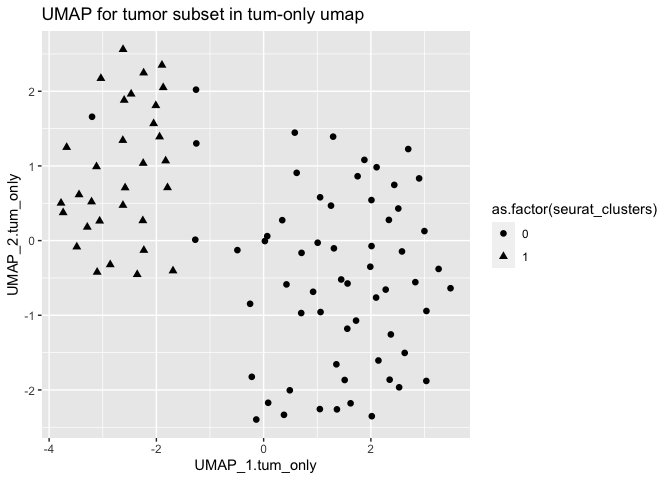 UMAP for tumor subset in tum-only umap
UMAP_2.tum_only
2
1
0
-1
-2
-4
-2
0
2
UMAP_1.tum_only
as.factor(seurat_clusters)
0
1